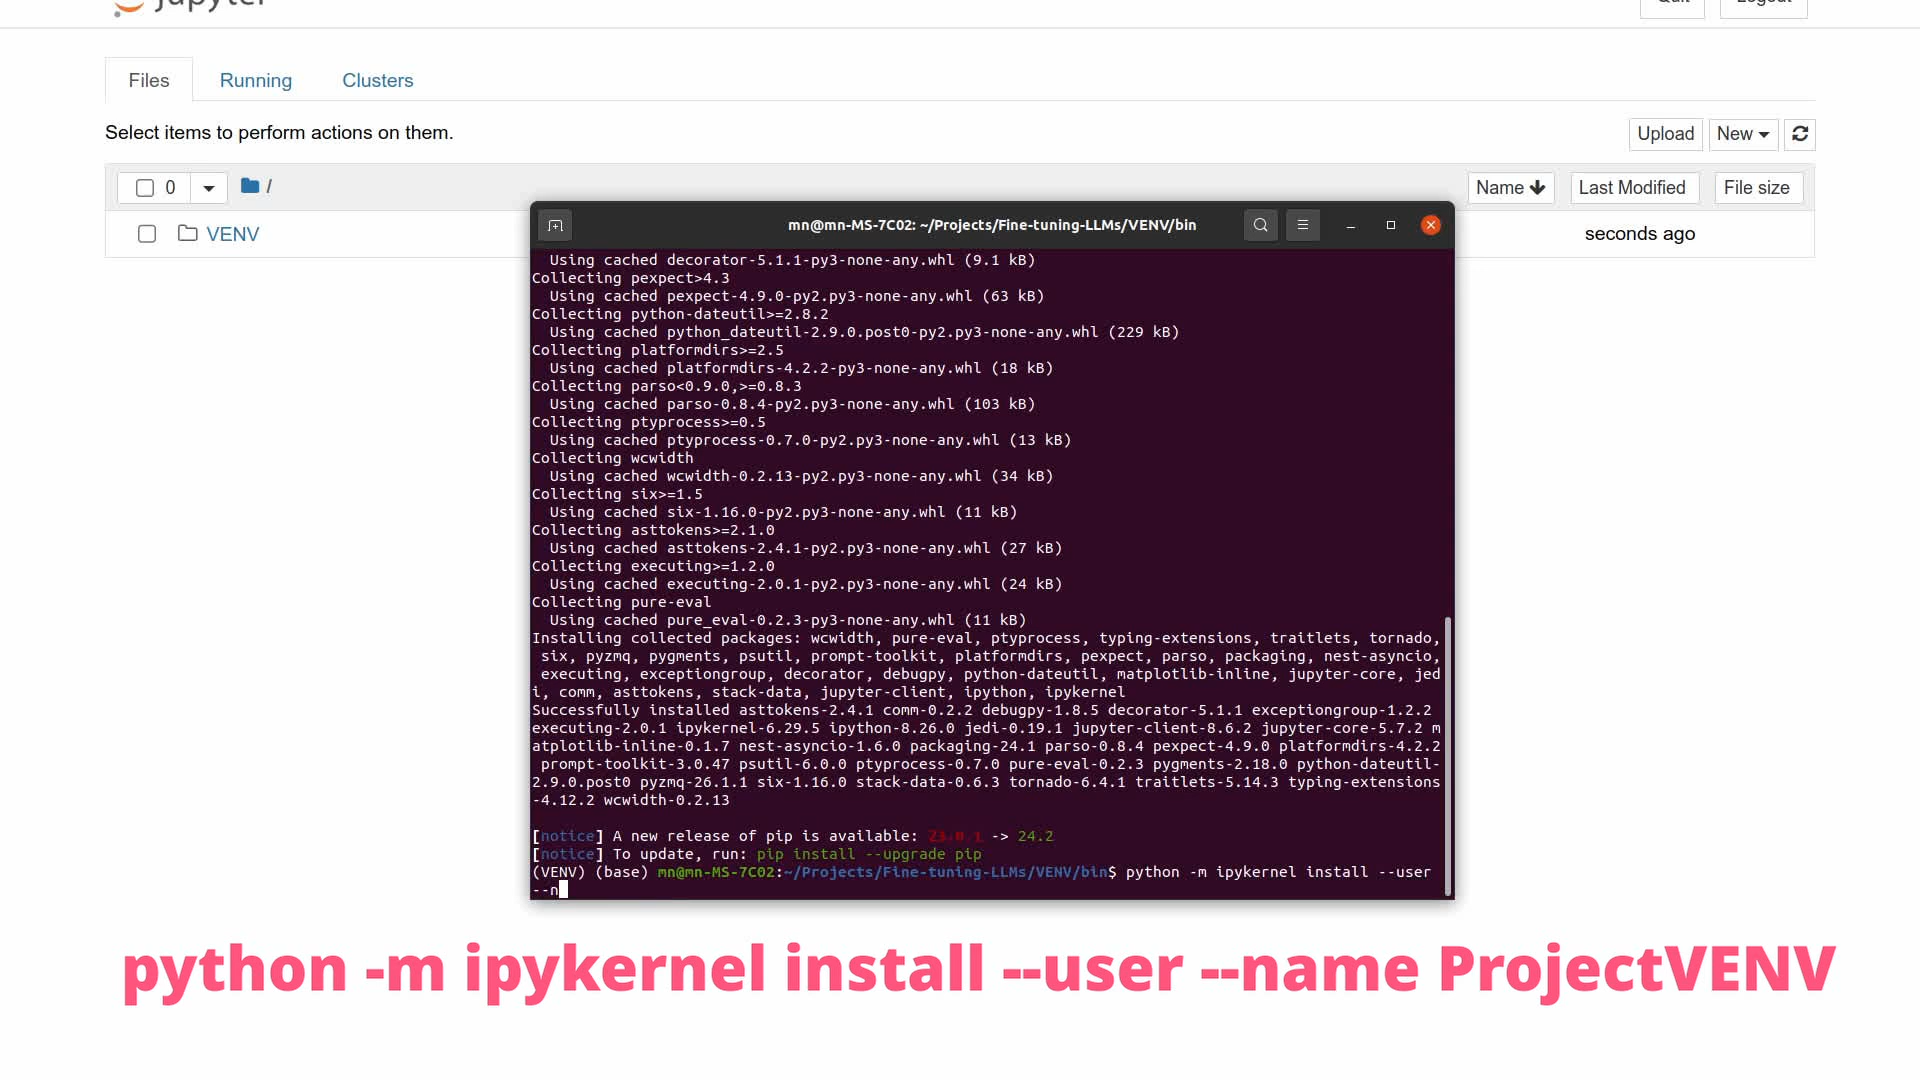 jupyter
Quit
Logout
Files
Running
Clusters
Select items to perform actions on them.
Upload
New
0
/
Name
Last Modified
File size
VENV
seconds ago
mn@mn-MS-7C02: ~/Projects/Fine-tuning-LLMs/VENV/bin
Using cached decorator-5.1.1-py3-none-any.whl (9.1 kB)
Collecting pexpect>4.3
Using cached pexpect-4.9.0-py2.py3-none-any.whl (63 kB)
Collecting python-dateutil>=2.8.2
Using cached python_dateutil-2.9.0.post0-py2.py3-none-any.whl (229 kB)
Collecting platformdirs>=2.5
Using cached platformdirs-4.2.2-py3-none-any.whl (18 kB)
Collecting parso<0.9.0,>=0.8.3
Using cached parso-0.8.4-py2.py3-none-any.whl (103 kB)
Collecting ptyprocess>=0.5
Using cached ptyprocess-0.7.0-py2.py3-none-any.whl (13 kB)
Collecting wcwidth
Using cached wcwidth-0.2.13-py2.py3-none-any.whl (34 kB)
Collecting six>=1.5
Using cached six-1.16.0-py2.py3-none-any.whl (11 kB)
Collecting asttokens>=2.1.0
Using cached asttokens-2.4.1-py2.py3-none-any.whl (27 kB)
Collecting executing>=1.2.0
Using cached executing-2.0.1-py2.py3-none-any.whl (24 kB)
Collecting pure-eval
Using cached pure_eval-0.2.3-py3-none-any.whl (11 kB)
Installing collected packages: wcwidth, pure-eval, ptyprocess, typing-extensions, traitlets, tornado,
six, pyzmq, pygments, psutil, prompt-toolkit, platformdirs, pexpect, parso, packaging, nest-asyncio,
executing, exceptiongroup, decorator, debugpy, python-dateutil, matplotlib-inline, jupyter-core, jed
i, comm, asttokens, stack-data, jupyter-client, ipython, ipykernel
Successfully installed asttokens-2.4.1 comm-0.2.2 debugpy-1.8.5 decorator-5.1.1 exceptiongroup-1.2.2
executing-2.0.1 ipykernel-6.29.5 ipython-8.26.0 jedi-0.19.1 jupyter-client-8.6.2 jupyter-core-5.7.2 m
atplotlib-inline-0.1.7 nest-asyncio-1.6.0 packaging-24.1 parso-0.8.4 pexpect-4.9.0 platformdirs-4.2.2
prompt-toolkit-3.0.47 psutil-6.0.0 ptyprocess-0.7.0 pure-eval-0.2.3 pygments-2.18.0 python-dateutil-
2.9.0.post0 pyzmq-26.1.1 six-1.16.0 stack-data-0.6.3 tornado-6.4.1 traitlets-5.14.3 typing-extensions
-4.12.2 wcwidth-0.2.13
[notice] A new release of pip is available: 23.0.1 -> 24.2
[notice] To update, run: pip install --upgrade pip
(VENV) (base) mn@mn-MS-7C02:~/Projects/Fine-tuning-LLMs/VENV/bin$ python -m ipykernel install --user
--n
python -m ipykernel install --user --name ProjectVENV